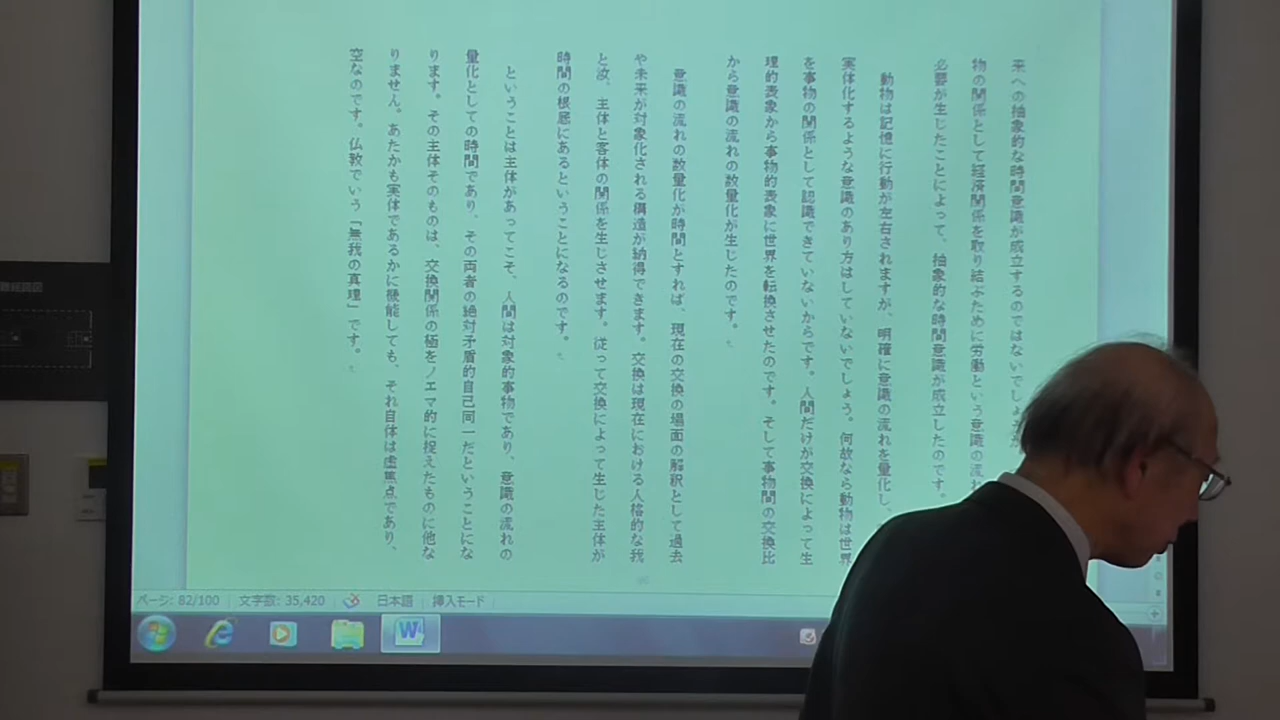 来への抽象的な時間意識が成立するのではないでしょ
物の関係として経済関係を取り結ぶために労働という意識の流れ
必要が生じたことによって、抽象的な時間意識が成立したのです。
動物は記憶に行動が左右されますが、明確に意識の流れを量化し、
実体化するような意識のあり方はしていないでしょう。何故なら動物は世界
を事物の関係として認識できていないからです。人間だけが交換によって生
理的表象から事物的表象に世界を転換させたのです。そして事物間の交換比
から意識の流れの数量化が生じたのです。
意識の流れの数量化が時間とすれば、現在の交換の場面の解釈として過去
や未来が対象化される構造が納得できます。交換は現在における人格的な我
と汝、主体と客体の関係を生じさせます。従って交換によって生じた主体が
時間の根底にあるということになるのです。
ということは主体があってこそ、人間は対象的事物であり、意識の流れの
量化としての時間であり、その両者の絶対矛盾的自己同一だということにな
ります。その主体そのものは、交換関係の極をノエマ的に捉えたものに他な
りません。あたかも実体であるかに機能しても、それ自体は虚焦点であり、
空なのです。仏教でいう「無我の真理」です。
ページ: 82/100 文字数: 35,420 日本語 挿入モード